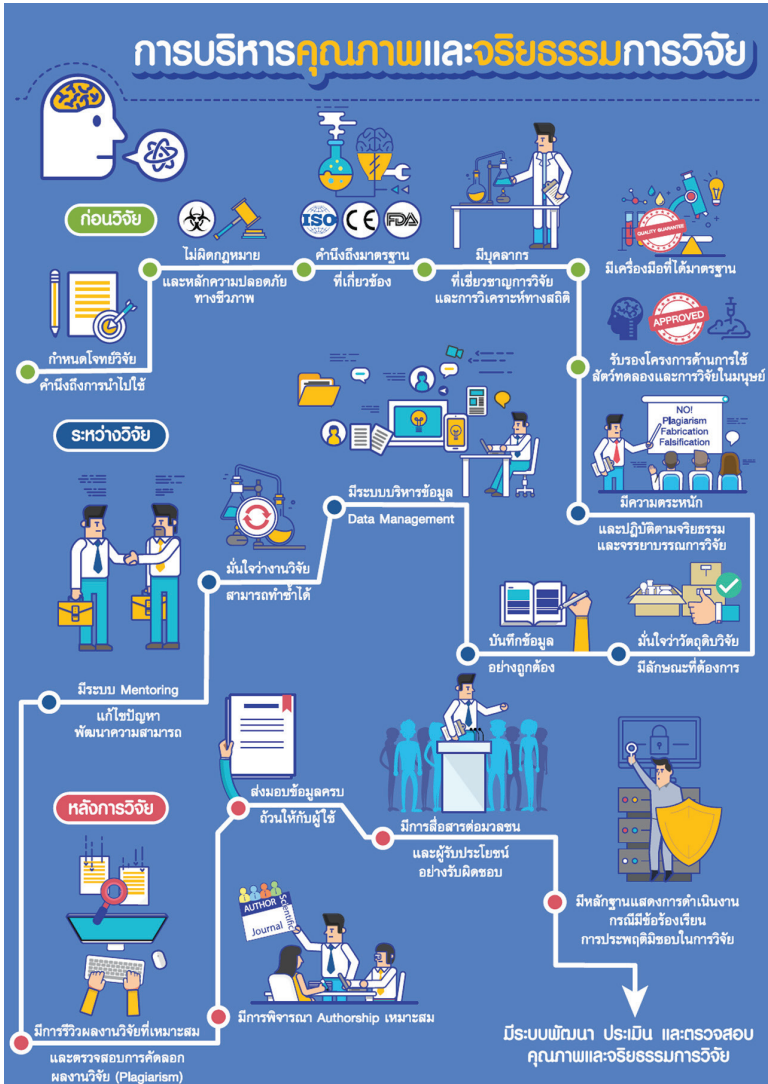 การบริหารคุณภาพและจริยธรรมการวิจัย
ก่อนวิจัย
กำหนดโจทย์วิจัย
คำนึงถึงการนำไปใช้
ไม่ผิดกฎหมาย
และหลักความปลอดภัย
ทางชีวภาพ
ISO
CE
FDA
คำนึงถึงมาตรฐาน
ที่เกี่ยวข้อง
มีบุคลากร
ที่เชี่ยวชาญการวิจัย
และการวิเคราะห์ทางสถิติ
QUALITY GUARANTEE
มีเครื่องมือที่ได้มาตรฐาน
APPROVED
รับรองโครงการด้านการใช้
สัตว์ทดลองและการวิจัยในมนุษย์
ระหว่างวิจัย
NO!
Plagiarism
Fabrication
Falsification
มีความตระหนัก
และปฏิบัติตามจริยธรรม
และจรรยาบรรณการวิจัย
มั่นใจว่าวัตถุดิบวิจัย
มีลักษณะที่ต้องการ
บันทึกข้อมูล
อย่างถูกต้อง
มีระบบบริหารข้อมูล
Data Management
มั่นใจว่างานวิจัย
สามารถทำซ้ำได้
มีระบบ Mentoring
แก้ไขปัญหา
พัฒนาความสามารถ
หลังการวิจัย
มีการรีวิวผลงานวิจัยที่เหมาะสม
และตรวจสอบการคัดลอก
ผลงานวิจัย (Plagiarism)
AUTHOR
Scientific
Journal
มีการพิจารณา Authorship เหมาะสม
ส่งมอบข้อมูลครบ
ถ้วนให้กับผู้ใช้
มีการสื่อสารต่อมวลชน
และผู้รับประโยชน์
อย่างรับผิดชอบ
มีหลักฐานแสดงการดำเนินงาน
กรณีมีข้อร้องเรียน
การประพฤติมิชอบในการวิจัย
มีระบบพัฒนา ประเมิน และตรวจสอบ
คุณภาพและจริยธรรมการวิจัย